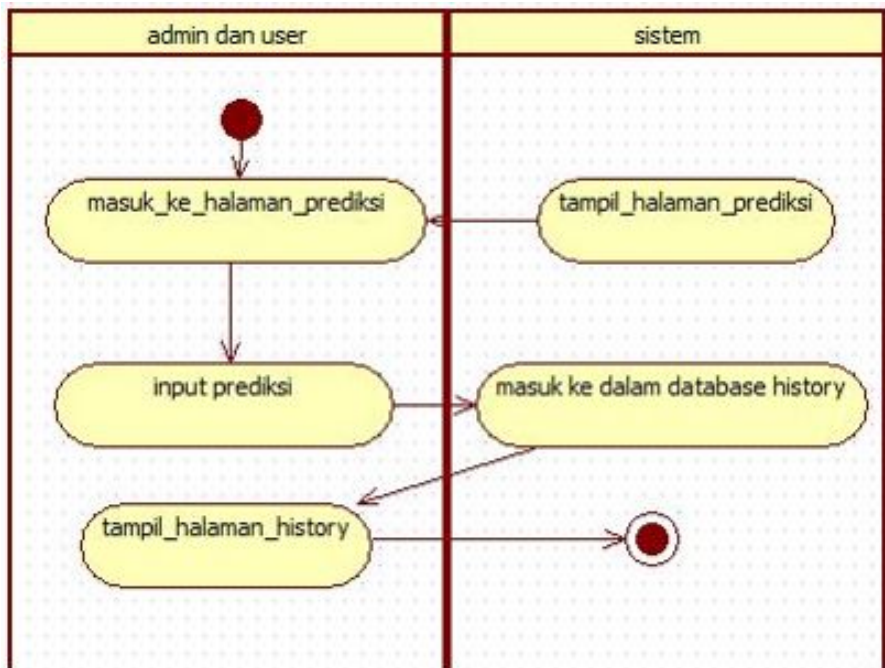 admin dan user
sistem
masuk_ke_halaman_prediksi
tampil_halaman_prediksi
input prediksi
masuk ke dalam database history
tampil_halaman_history